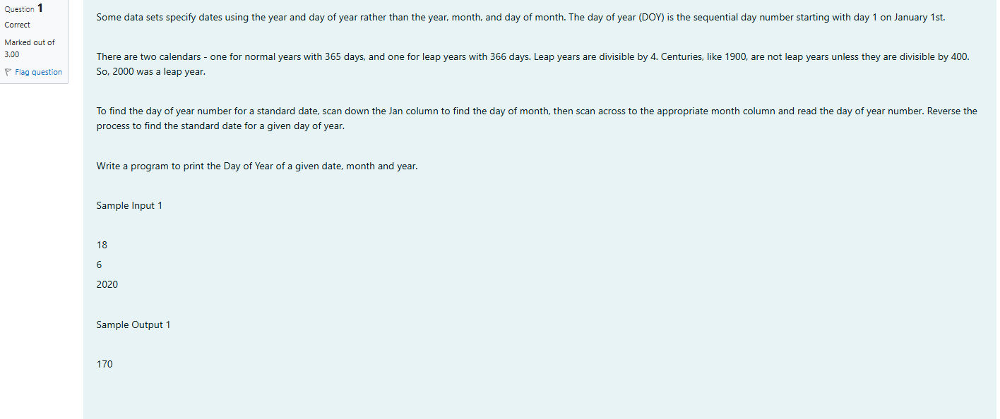 Question 1
Correct
Marked out of
3.00
Flag question
Some data sets specify dates using the year and day of year rather than the year, month, and day of month. The day of year (DOY) is the sequential day number starting with day 1 on January 1st.
There are two calendars - one for normal years with 365 days, and one for leap years with 366 days. Leap years are divisible by 4. Centuries, like 1900, are not leap years unless they are divisible by 400.
So, 2000 was a leap year.
To find the day of year number for a standard date, scan down the Jan column to find the day of month, then scan across to the appropriate month column and read the day of year number. Reverse the
process to find the standard date for a given day of year.
Write a program to print the Day of Year of a given date, month and year.
Sample Input 1
18
6
2020
Sample Output 1
170